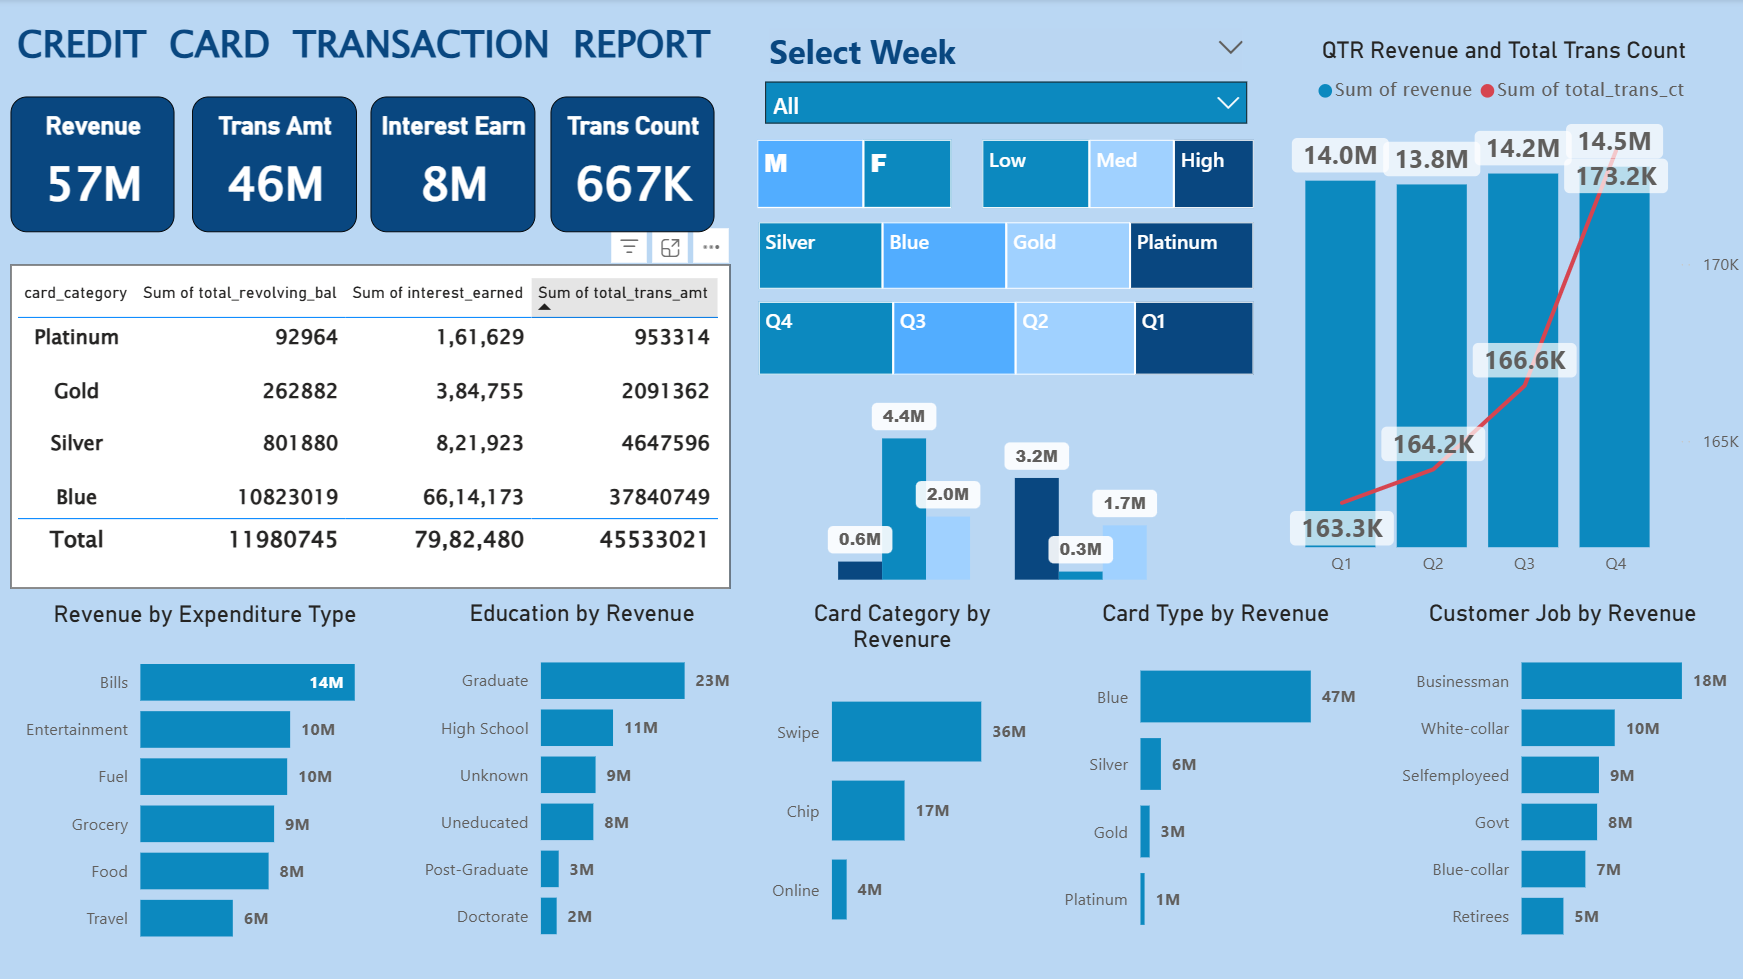 CREDIT CARD TRANSACTION REPORT
Revenue
57M
Trans Amt
46M
Interest Earn
8M
Trans Count
667K
Select Week
All
M F Low Med High
Silver Blue Gold Platinum
Q4 Q3 Q2 Q1
card_category Sum of total_revolving_bal Sum of interest_earned Sum of total_trans_amt
Platinum 92964 1,61,629 953314
Gold 262882 3,84,755 2091362
Silver 801880 8,21,923 4647596
Blue 10823019 66,14,173 37840749
Total 11980745 79,82,480 45533021
0.6M 4.4M 2.0M 3.2M 0.3M 1.7M
QTR Revenue and Total Trans Count
Sum of revenue Sum of total_trans_ct
14.0M 13.8M 14.2M 14.5M
163.3K 164.2K 166.6K 173.2K
170K
165K
Q1 Q2 Q3 Q4
Revenue by Expenditure Type
Bills 14M
Entertainment 10M
Fuel 10M
Grocery 9M
Food 8M
Travel 6M
Education by Revenue
Graduate 23M
High School 11M
Unknown 9M
Uneducated 8M
Post-Graduate 3M
Doctorate 2M
Card Category by
Revenure
Swipe 36M
Chip 17M
Online 4M
Card Type by Revenue
Blue 47M
Silver 6M
Gold 3M
Platinum 1M
Customer Job by Revenue
Businessman 18M
White-collar 10M
Selfemployeed 9M
Govt 8M
Blue-collar 7M
Retirees 5M